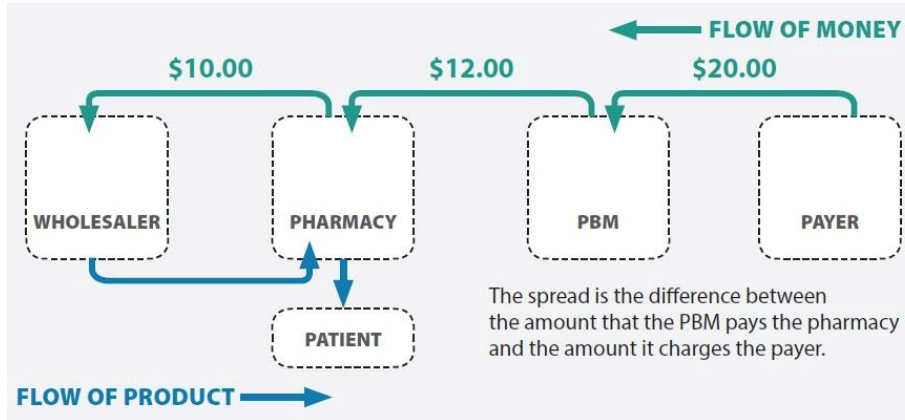 FLOW OF MONEY
$10.00
$12.00
$20.00
WHOLESALER
PHARMACY
PBM
PAYER
PATIENT
The spread is the difference between
the amount that the PBM pays the pharmacy
and the amount it charges the payer.
FLOW OF PRODUCT